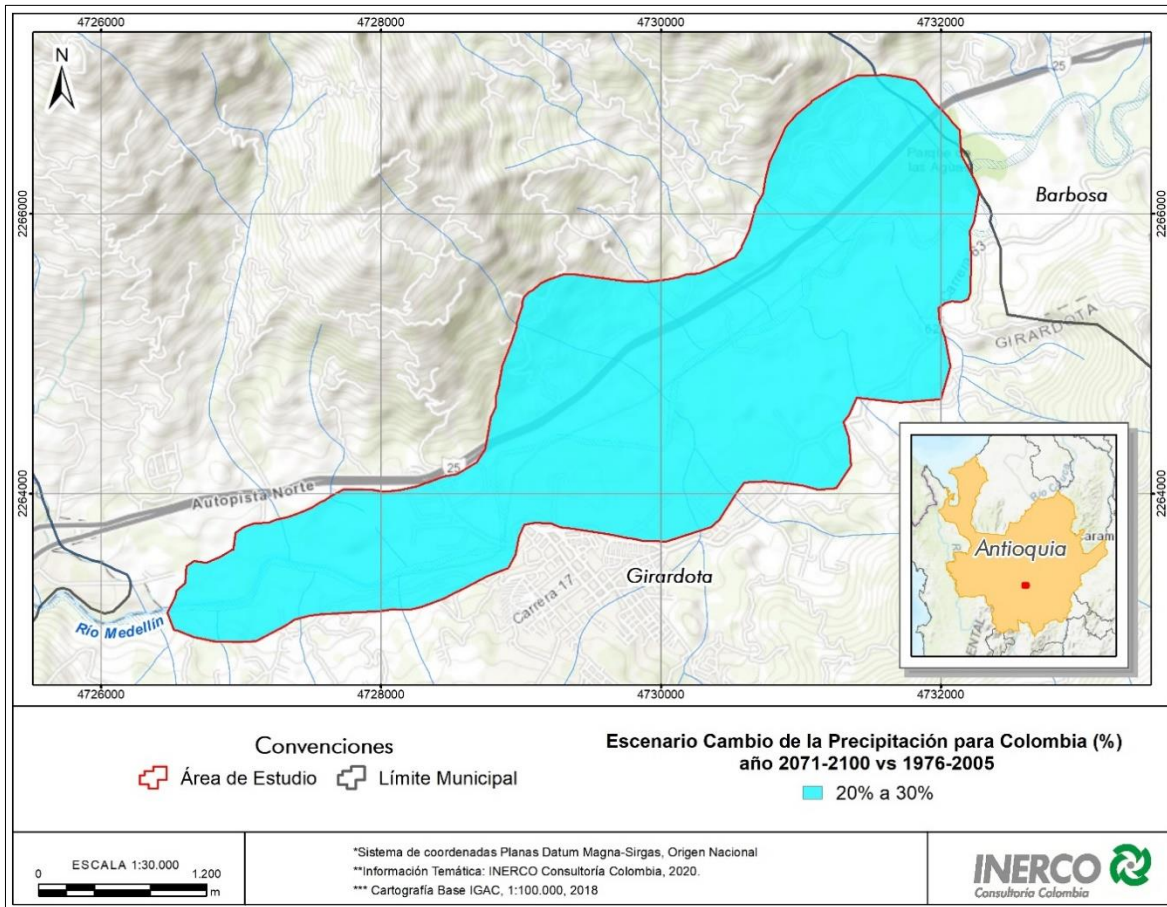 4726000
4728000
4730000
4732000
N
25
Parque de
las Aguas
Barbosa
2266000
2266000
Carrera 63
GIRARDOTA
25
Autopista Norte
2264000
2264000
Antioquia
Girardota
Carrera 17
Río Medellín
ENTAL
4726000
4728000
4730000
4732000
Convenciones
Área de Estudio
Límite Municipal
Escenario Cambio de la Precipitación para Colombia (%)
año 2071-2100 vs 1976-2005
20% a 30%
ESCALA 1:30.000
0
1.200
m
*Sistema de coordenadas Planas Datum Magna-Sirgas, Origen Nacional
**Información Temática: INERCO Consultoría Colombia, 2020.
*** Cartografía Base IGAC, 1:100.000, 2018
INERCO
Consultoría Colombia